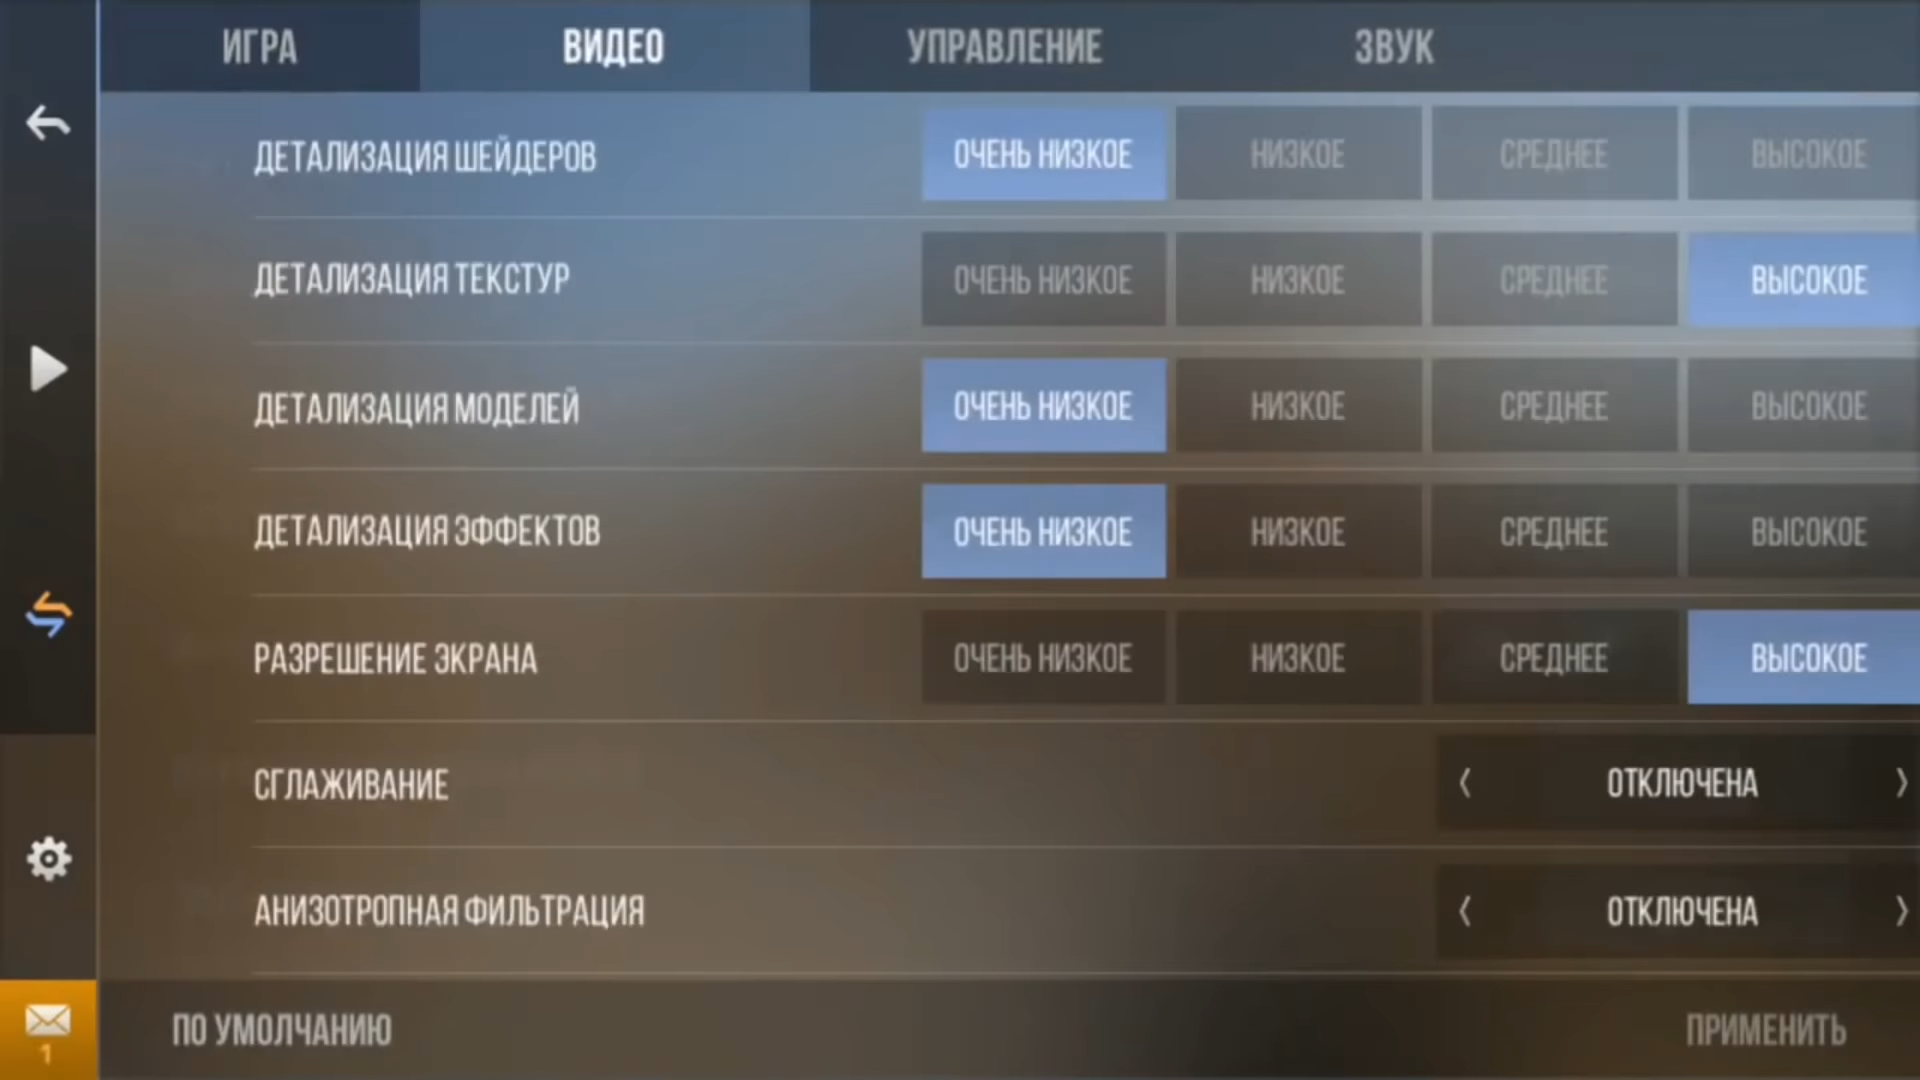 ИГРА ВИДЕО УПРАВЛЕНИЕ ЗВУК
ДЕТАЛИЗАЦИЯ ШЕЙДЕРОВ ОЧЕНЬ НИЗКОЕ НИЗКОЕ СРЕДНЕЕ ВЫСОКОЕ
ДЕТАЛИЗАЦИЯ ТЕКСТУР ОЧЕНЬ НИЗКОЕ НИЗКОЕ СРЕДНЕЕ ВЫСОКОЕ
ДЕТАЛИЗАЦИЯ МОДЕЛЕЙ ОЧЕНЬ НИЗКОЕ НИЗКОЕ СРЕДНЕЕ ВЫСОКОЕ
ДЕТАЛИЗАЦИЯ ЭФФЕКТОВ ОЧЕНЬ НИЗКОЕ НИЗКОЕ СРЕДНЕЕ ВЫСОКОЕ
РАЗРЕШЕНИЕ ЭКРАНА ОЧЕНЬ НИЗКОЕ НИЗКОЕ СРЕДНЕЕ ВЫСОКОЕ
СГЛАЖИВАНИЕ ОТКЛЮЧЕНА
АНИЗОТРОПНАЯ ФИЛЬТРАЦИЯ ОТКЛЮЧЕНА
1 ПО УМОЛЧАНИЮ ПРИМЕНИТЬ